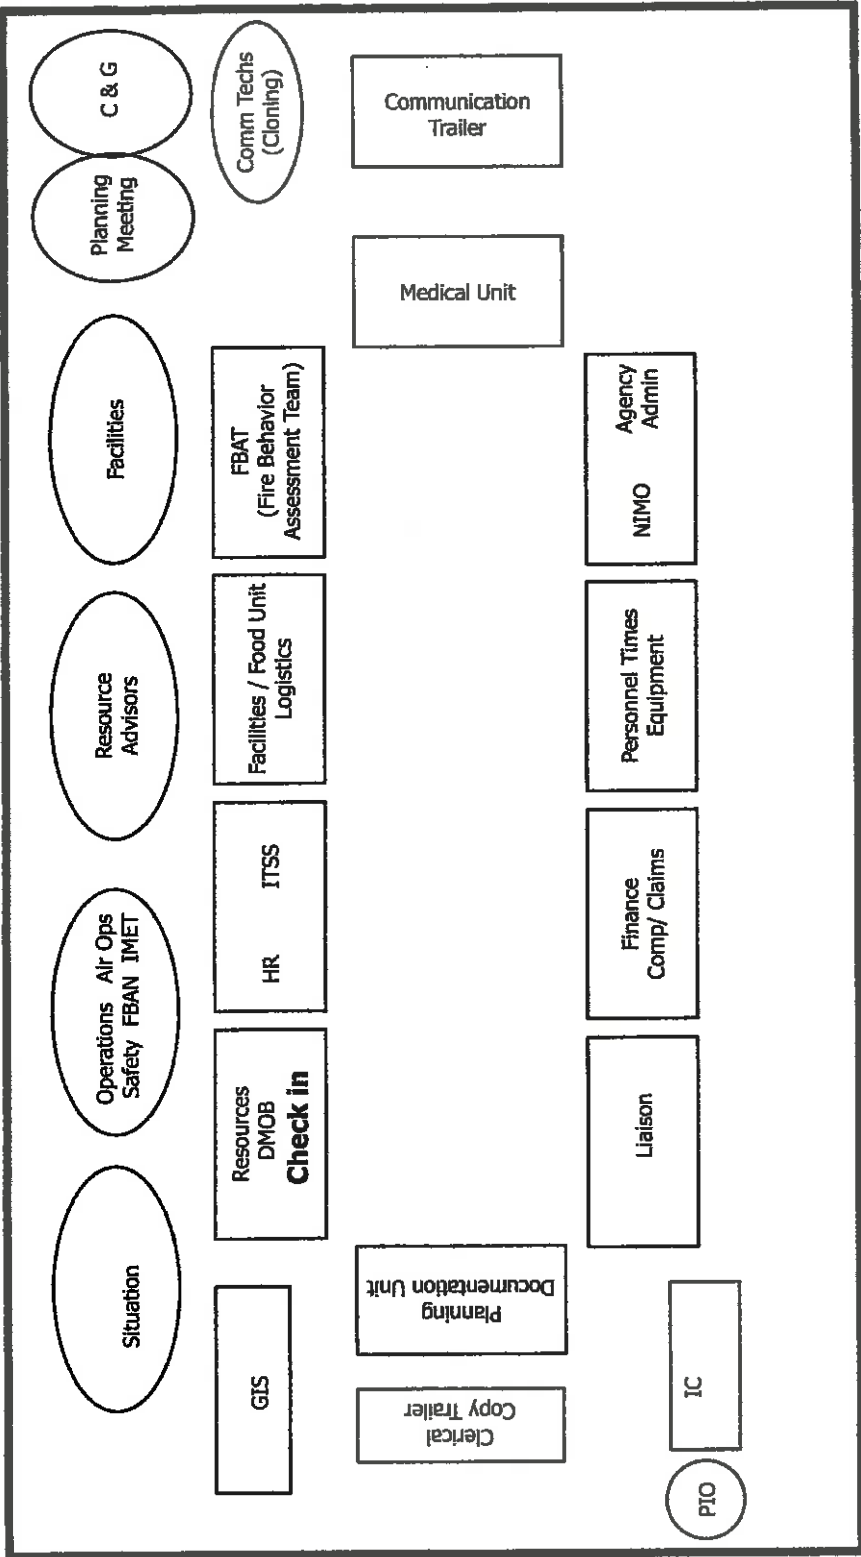 Situation
Operations Air Ops
Safety FBAN IMET
Resource
Advisors
Facilities
Planning
Meeting
C & G
GIS
Resources
DMOB
Check in
HR ITSS
Facilities / Food Unit
Logistics
FBAT
(Fire Behavior
Assessment Team)
Comm Techs
(Cloning)
Clerical
Copy Trailer
Planning
Documentation Unit
Medical Unit
Communication
Trailer
Liaison
Finance
Comp/ Claims
Personnel Times
Equipment
NIMO Agency
Admin
PIO
IC